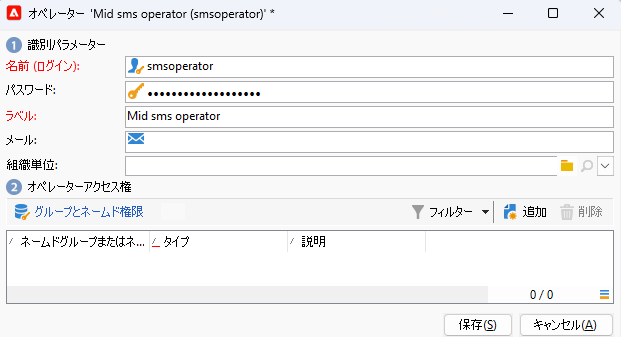 オペレーター 'Mid sms operator (smsoperator)' *
1 識別パラメーター
名前 (ログイン): smsoperator
パスワード: •••••••••••••••••••
ラベル: Mid sms operator
メール:
組織単位:
2 オペレーターアクセス権
グループとネームド権限 フィルター 追加 削除
ネームドグループまたはネ... タイプ 説明
0 / 0
保存(S) キャンセル(A)